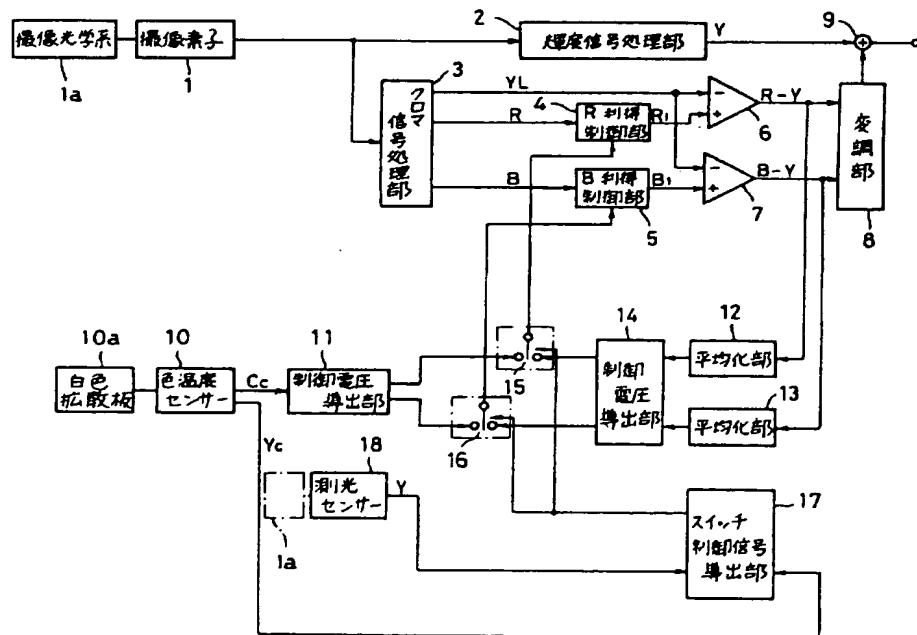 2
9
撮像光学系
撮像素子
輝度信号処理部
Y
1a
1
3
クロマ
信号処理部
YL
4
R
R利得
制御部
R₁
−
+
6
R-Y
B
B利得
制御部
B₁
5
−
+
7
B-Y
変調部
8
10a
10
11
14
12
白色
拡散板
色温度
センサー
Cc
制御電圧
導出部
15
制御
電圧
導出部
平均化部
13
平均化部
16
Yc
18
測光
センサー
Y
17
スイッチ
制御信号
導出部
1a